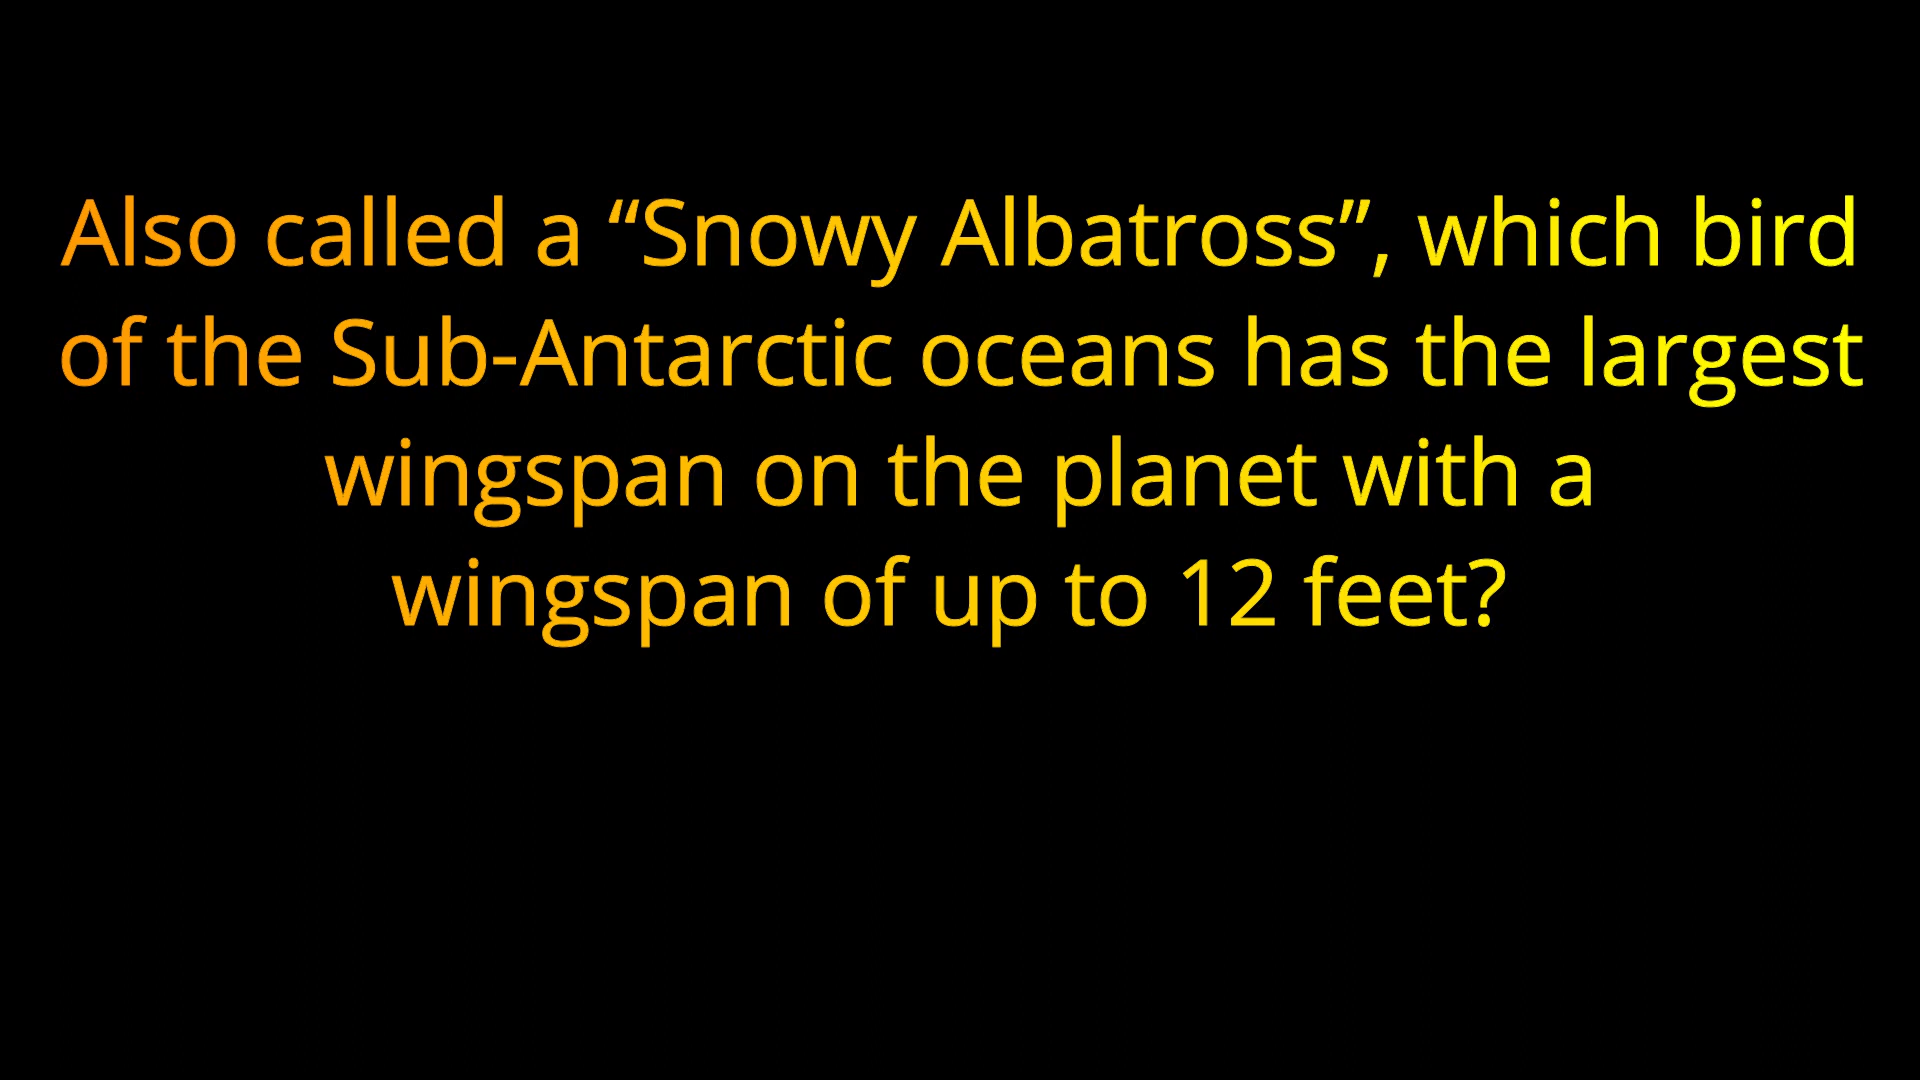 Also called a “Snowy Albatross”, which bird
of the Sub-Antarctic oceans has the largest
wingspan on the planet with a
wingspan of up to 12 feet?